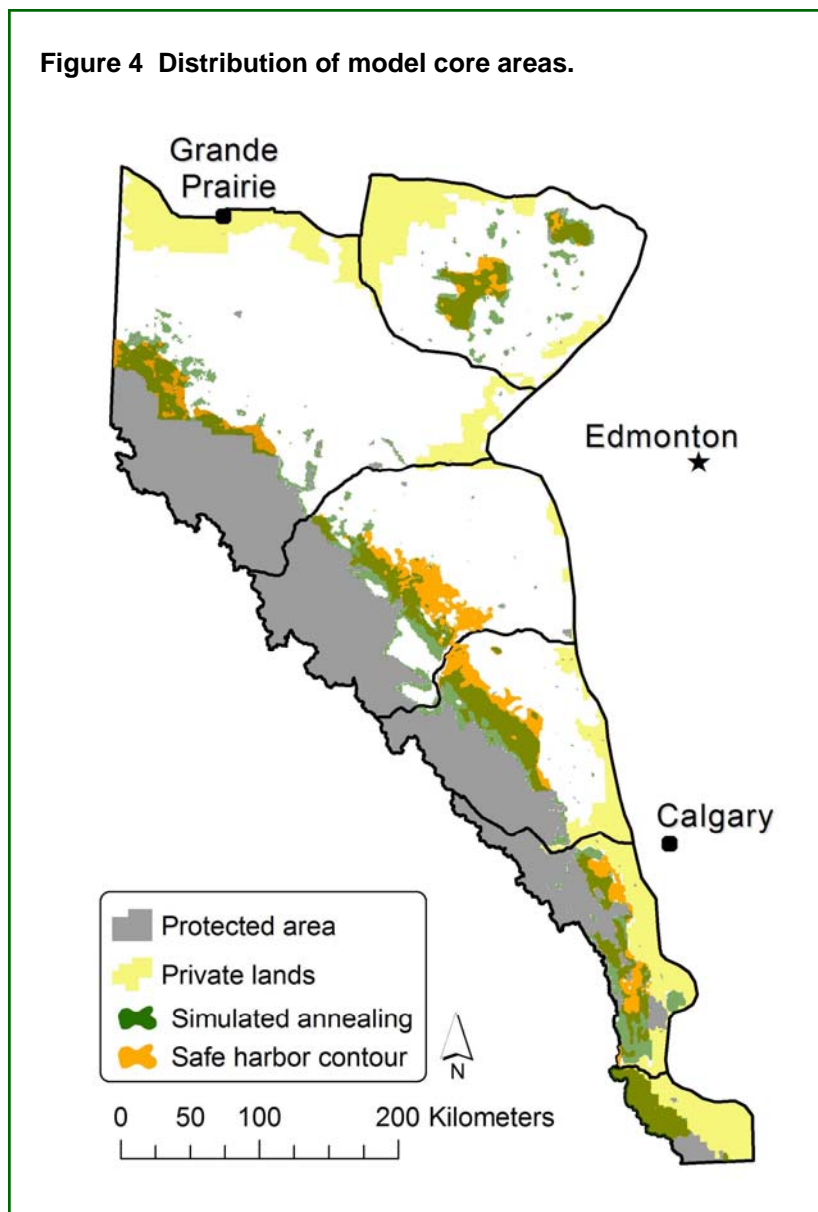 Figure 4 Distribution of model core areas.
Grande
Prairie
Edmonton
Calgary
Protected area
Private lands
Simulated annealing
Safe harbor contour
N
0 50 100 200 Kilometers